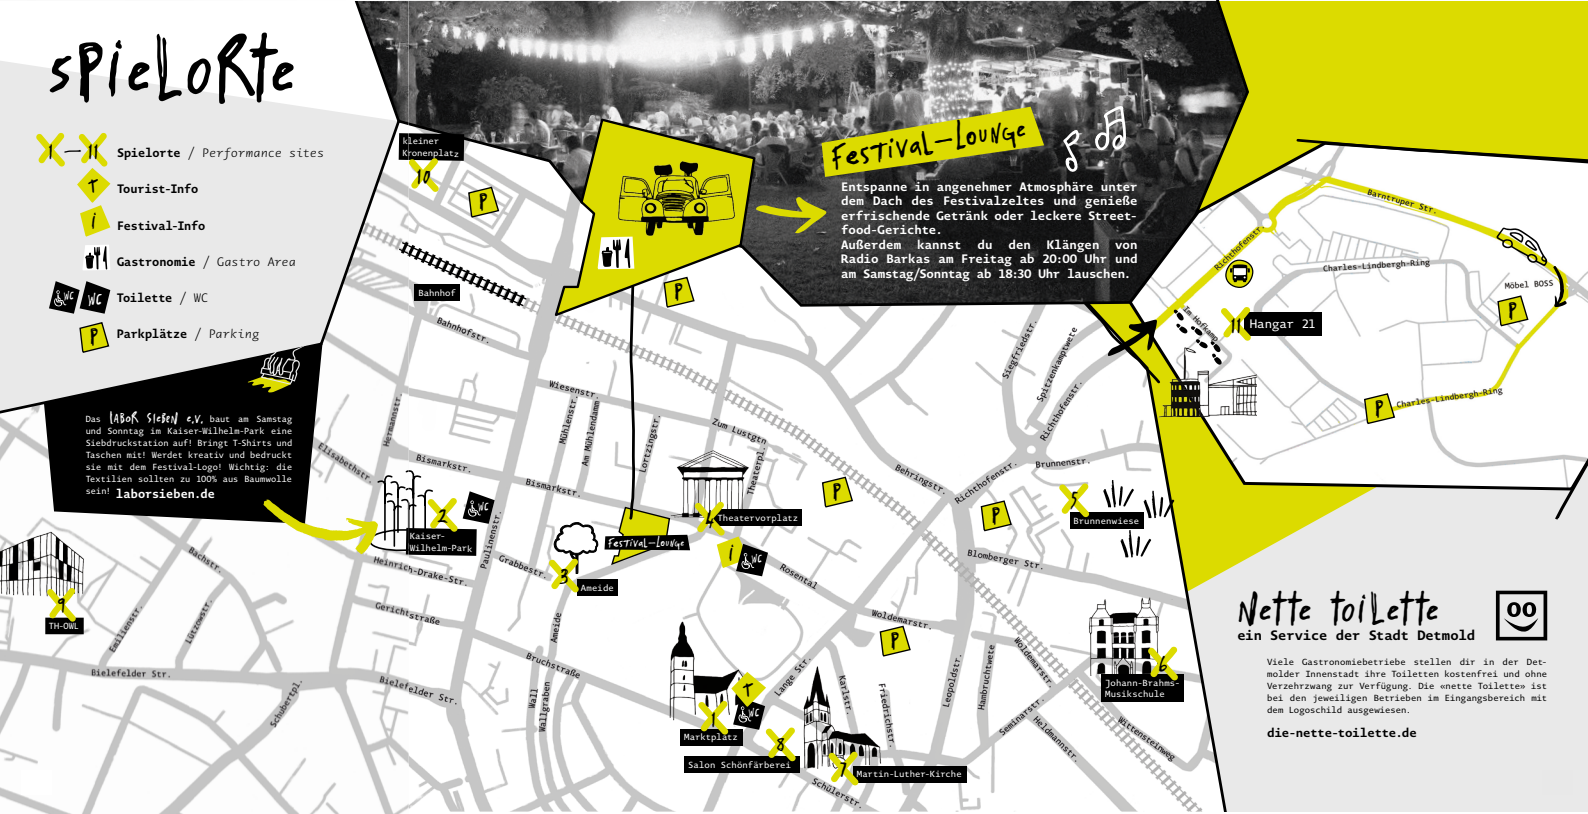 SPIELORTE
1 — 11 Spielorte / Performance sites
Tourist-Info
i Festival-Info
Gastronomie / Gastro Area
WC WC Toilette / WC
P Parkplätze / Parking
Das LABOR SIEBEN e.V. baut am Samstag
und Sonntag im Kaiser-Wilhelm-Park eine
Siebdruckstation auf! Bringt T-Shirts und
Taschen mit! Werdet kreativ und bedruckt
sie mit dem Festival-Logo! Wichtig: die
Textilien sollten zu 100% aus Baumwolle
sein! laborsieben.de
FESTIVAL-LOUNGE
Entspanne in angenehmer Atmosphäre unter
dem Dach des Festivalzeltes und genieße
erfrischende Getränk oder leckere Street-
food-Gerichte.
Außerdem kannst du den Klängen von
Radio Barkas am Freitag ab 20:00 Uhr und
am Samstag/Sonntag ab 18:30 Uhr lauschen.
kleiner
Kronenplatz
10
P
Bahnhof
P
Bahnhofstr.
Wiesenstr.
Hermannstr.
Mühlenstr.
Am Mühlendamm
Lortzingstr.
Zum Lustgtn
Theaterpl.
Elisabethstr.
Bismarkstr.
Bismarkstr.
Behringstr.
Siegfriedstr.
Spitzenkamptwete
Richthofenstr.
Richthofenstr.
Brunnenstr.
2
WC
Kaiser-
Wilhelm-Park
Paulinenstr.
4
Theatervorplatz
P
P
5
Brunnenwiese
FESTIVAL-LOUNGE
i
WC
Grabbestr.
3
Ameide
Rosental
Blomberger Str.
Heinrich-Drake-Str.
Bachstr.
9
TH-OWL
Emilienstr.
Lützowstr.
Gerichtstraße
Ameide
Woldemarstr.
P
Woldemarstr.
Bielefelder Str.
Bielefelder Str.
Schubertpl.
Bruchstraße
Wall
Wallgraben
Lange Str.
Karlstr.
Friedrichstr.
Leopoldstr.
Hambruchtwete
Seminarstr.
Heldmannstr.
Wittensteinweg
6
Johann-Brahms-
Musikschule
1
WC
Marktplatz
8
Salon Schönfärberei
7
Martin-Luther-Kirche
Schülerstr.
Barntruper Str.
Richthofenstr.
Charles-Lindbergh-Ring
Möbel BOSS
P
Im Hofkamp
11
Hangar 21
P
Charles-Lindbergh-Ring
Nette Toilette
ein Service der Stadt Detmold
Viele Gastronomiebetriebe stellen dir in der Det-
molder Innenstadt ihre Toiletten kostenfrei und ohne
Verzehrzwang zur Verfügung. Die «nette Toilette» ist
bei den jeweiligen Betrieben im Eingangsbereich mit
dem Logoschild ausgewiesen.
die-nette-toilette.de